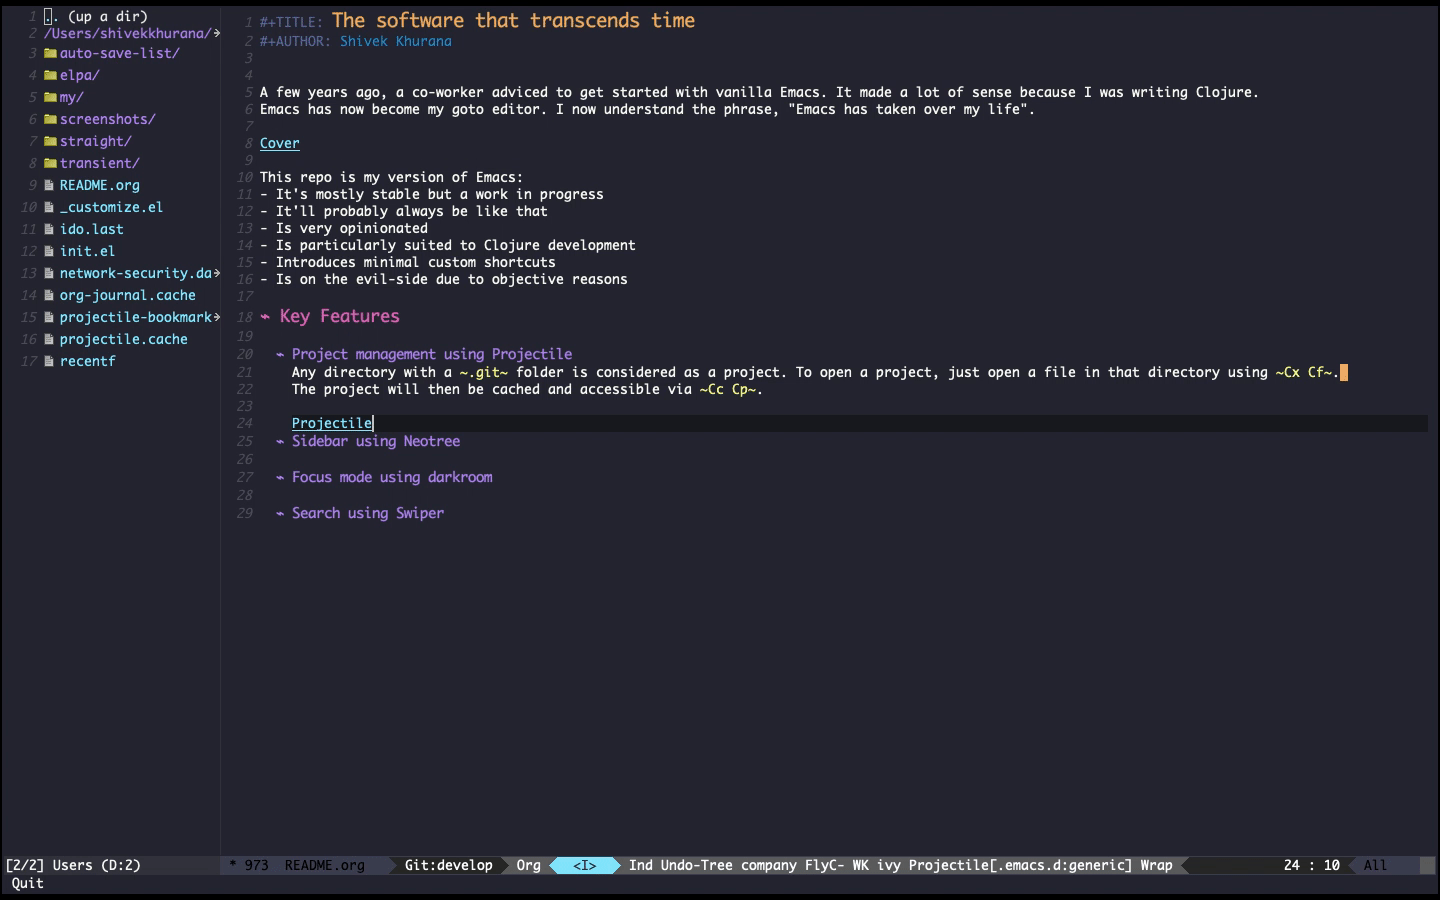 1 .. (up a dir)
2 /Users/shivekkhurana/
3 auto-save-list/
4 elpa/
5 my/
6 screenshots/
7 straight/
8 transient/
9 README.org
10 _customize.el
11 ido.last
12 init.el
13 network-security.da
14 org-journal.cache
15 projectile-bookmark
16 projectile.cache
17 recentf
1 #+TITLE: The software that transcends time
2 #+AUTHOR: Shivek Khurana
3
4
5 A few years ago, a co-worker adviced to get started with vanilla Emacs. It made a lot of sense because I was writing Clojure.
6 Emacs has now become my goto editor. I now understand the phrase, "Emacs has taken over my life".
7
8 Cover
9
10 This repo is my version of Emacs:
11 - It's mostly stable but a work in progress
12 - It'll probably always be like that
13 - Is very opinionated
14 - Is particularly suited to Clojure development
15 - Introduces minimal custom shortcuts
16 - Is on the evil-side due to objective reasons
17
18 Key Features
19
20 Project management using Projectile
21 Any directory with a ~.git~ folder is considered as a project. To open a project, just open a file in that directory using ~Cx Cf~.
22 The project will then be cached and accessible via ~Cc Cp~.
23
24 Projectile
25 Sidebar using Neotree
26
27 Focus mode using darkroom
28
29 Search using Swiper
[2/2] Users (D:2)
* 973 README.org Git:develop Org <I> Ind Undo-Tree company FlyC- WK ivy Projectile[.emacs.d:generic] Wrap 24 : 10 All
Quit